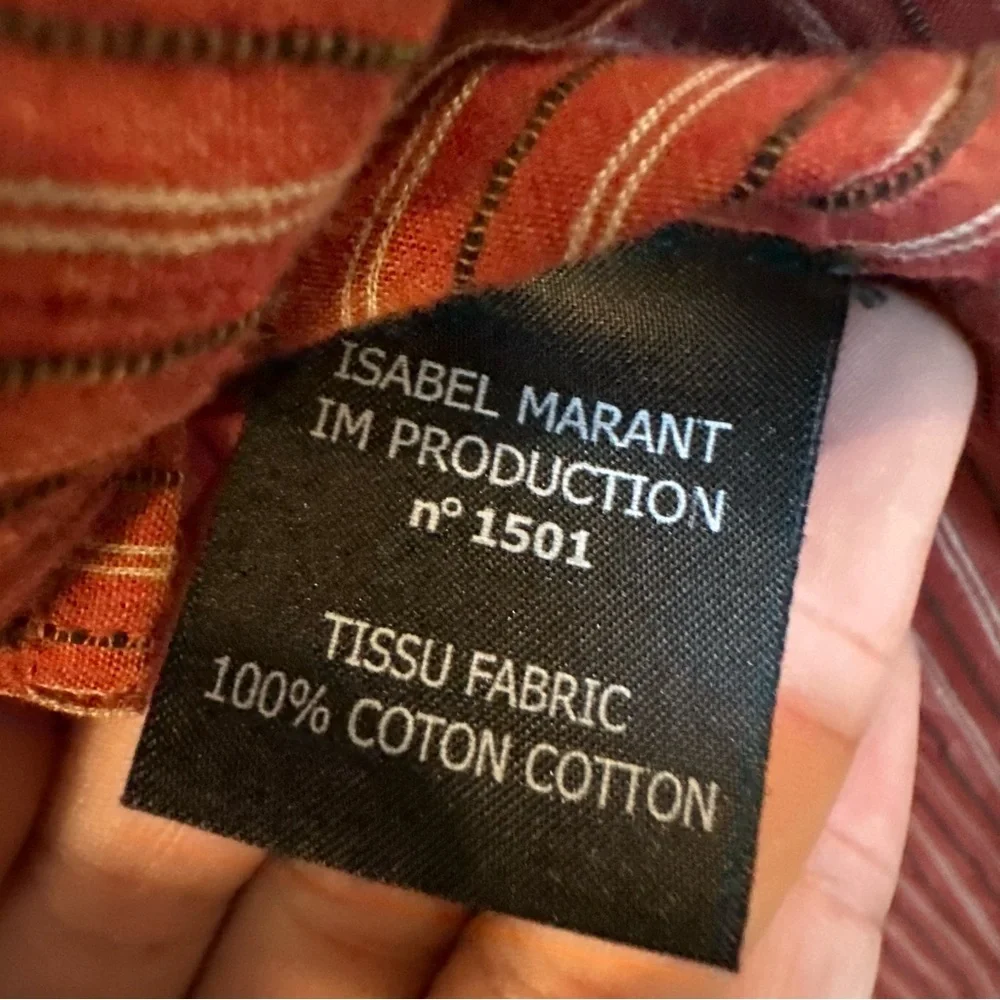 ISABEL MARANT
IM PRODUCTION
n° 1501
TISSU FABRIC
100% COTON COTTON